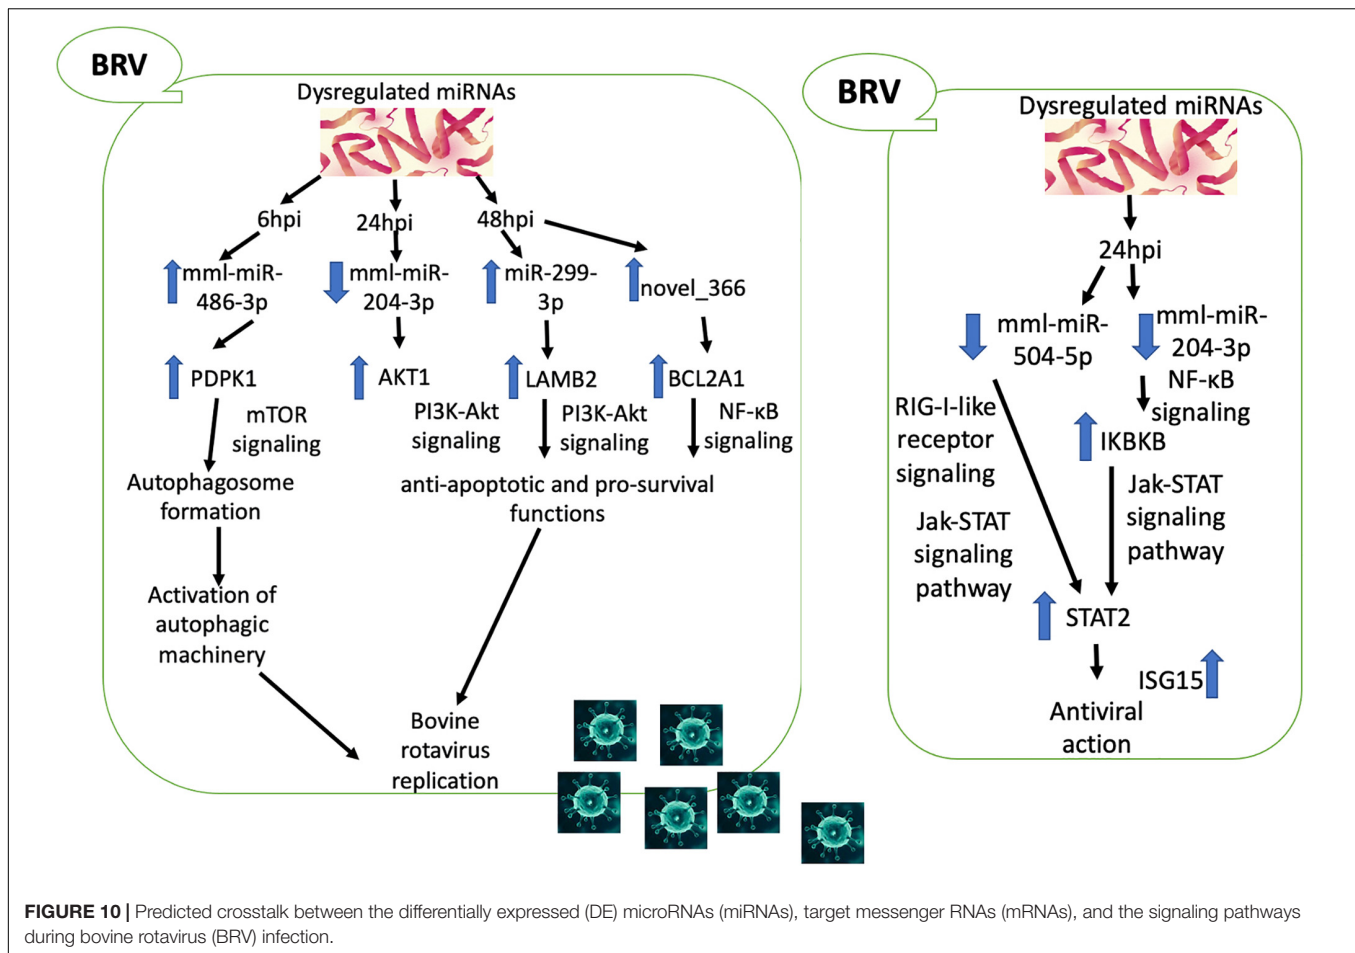 BRV
Dysregulated miRNAs
RNA
6hpi
24hpi
48hpi
mml-miR-
486-3p
mml-miR-
204-3p
miR-299-
3p
novel_366
PDPK1
AKT1
LAMB2
BCL2A1
mTOR
signaling
PI3K-Akt
signaling
PI3K-Akt
signaling
NF-κB
signaling
Autophagosome
formation
anti-apoptotic and pro-survival
functions
Activation of
autophagic
machinery
Bovine
rotavirus
replication
BRV
Dysregulated miRNAs
RNA
24hpi
mml-miR-
504-5p
mml-miR-
204-3p
NF-κB
signaling
RIG-I-like
receptor
signaling
IKBKB
Jak-STAT
signaling
pathway
Jak-STAT
signaling
pathway
STAT2
ISG15
Antiviral
action
FIGURE 10 | Predicted crosstalk between the differentially expressed (DE) microRNAs (miRNAs), target messenger RNAs (mRNAs), and the signaling pathways
during bovine rotavirus (BRV) infection.